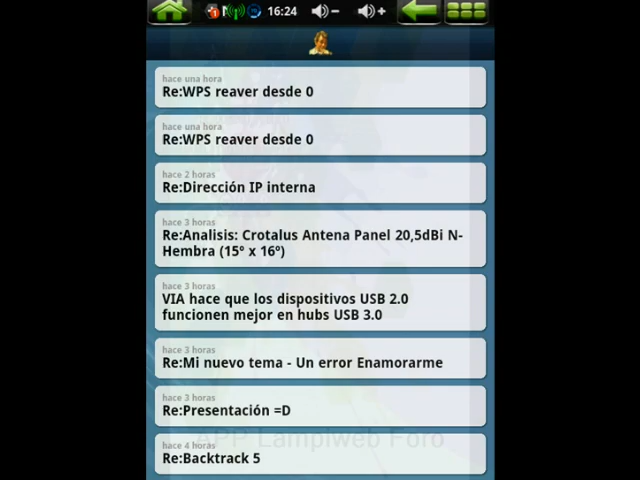 16:24
hace una hora
Re:WPS reaver desde 0
hace una hora
Re:WPS reaver desde 0
hace 2 horas
Re:Dirección IP interna
hace 3 horas
Re:Analisis: Crotalus Antena Panel 20,5dBi N-
Hembra (15º x 16º)
hace 3 horas
VIA hace que los dispositivos USB 2.0
funcionen mejor en hubs USB 3.0
hace 3 horas
Re:Mi nuevo tema - Un error Enamorarme
hace 3 horas
Re:Presentación =D
APP Lampiweb Foro
hace 4 horas
Re:Backtrack 5